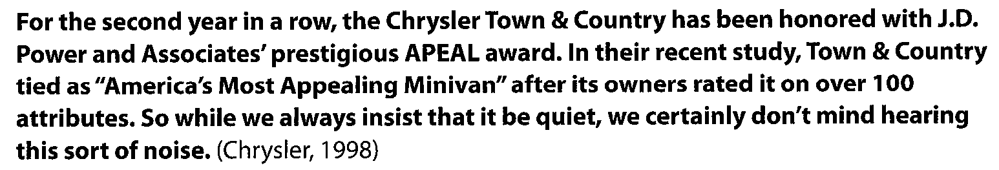 For the second year in a row, the Chrysler Town & Country has been honored with J.D.
Power and Associates’ prestigious APEAL award. In their recent study, Town & Country
tied as “America’s Most Appealing Minivan” after its owners rated it on over 100
attributes. So while we always insist that it be quiet, we certainly don’t mind hearing
this sort of noise. (Chrysler, 1998)